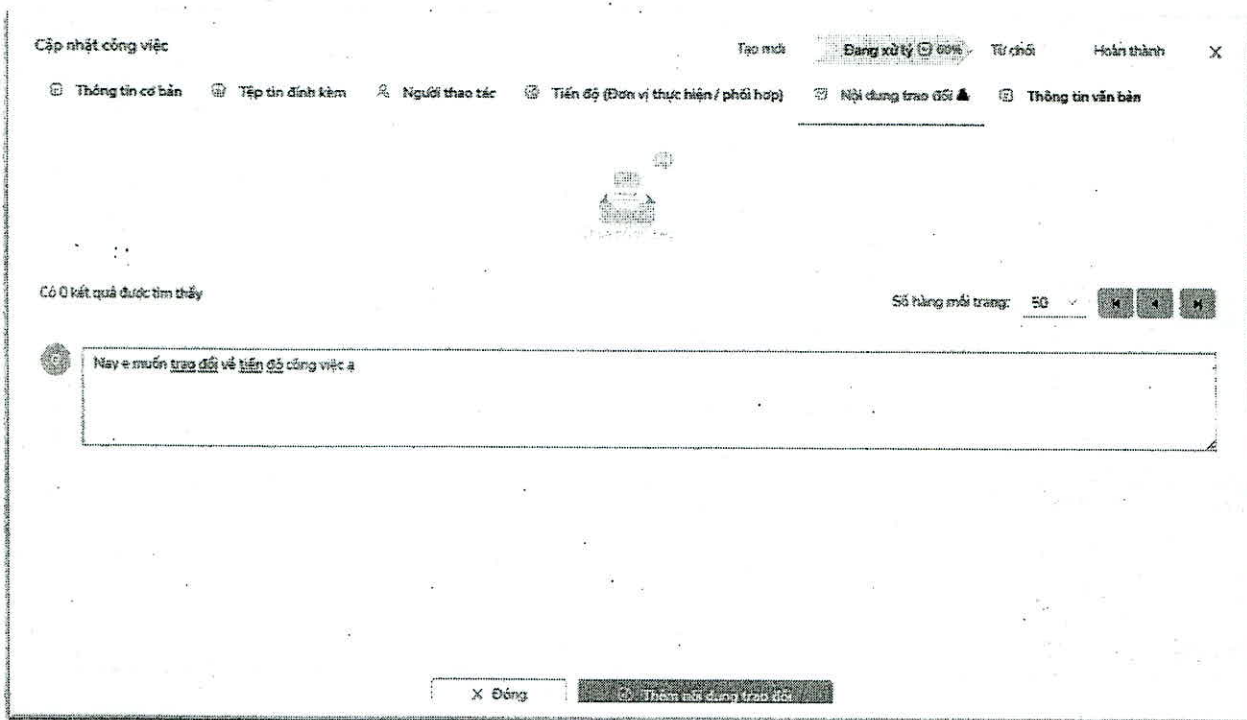 Cập nhật công việc
Tạo mới Đang xử lý 60% Từ chối Hoàn thành X
Thông tin cơ bản Tệp tin đính kèm Người thao tác Tiến độ (Đơn vị thực hiện / phối hợp) Nội dung trao đổi Thông tin văn bản
Có 0 kết quả được tìm thấy
Số hàng mỗi trang: 50
Nay e muốn trao đổi về tiến độ công việc ạ
X Đóng Thêm nội dung trao đổi